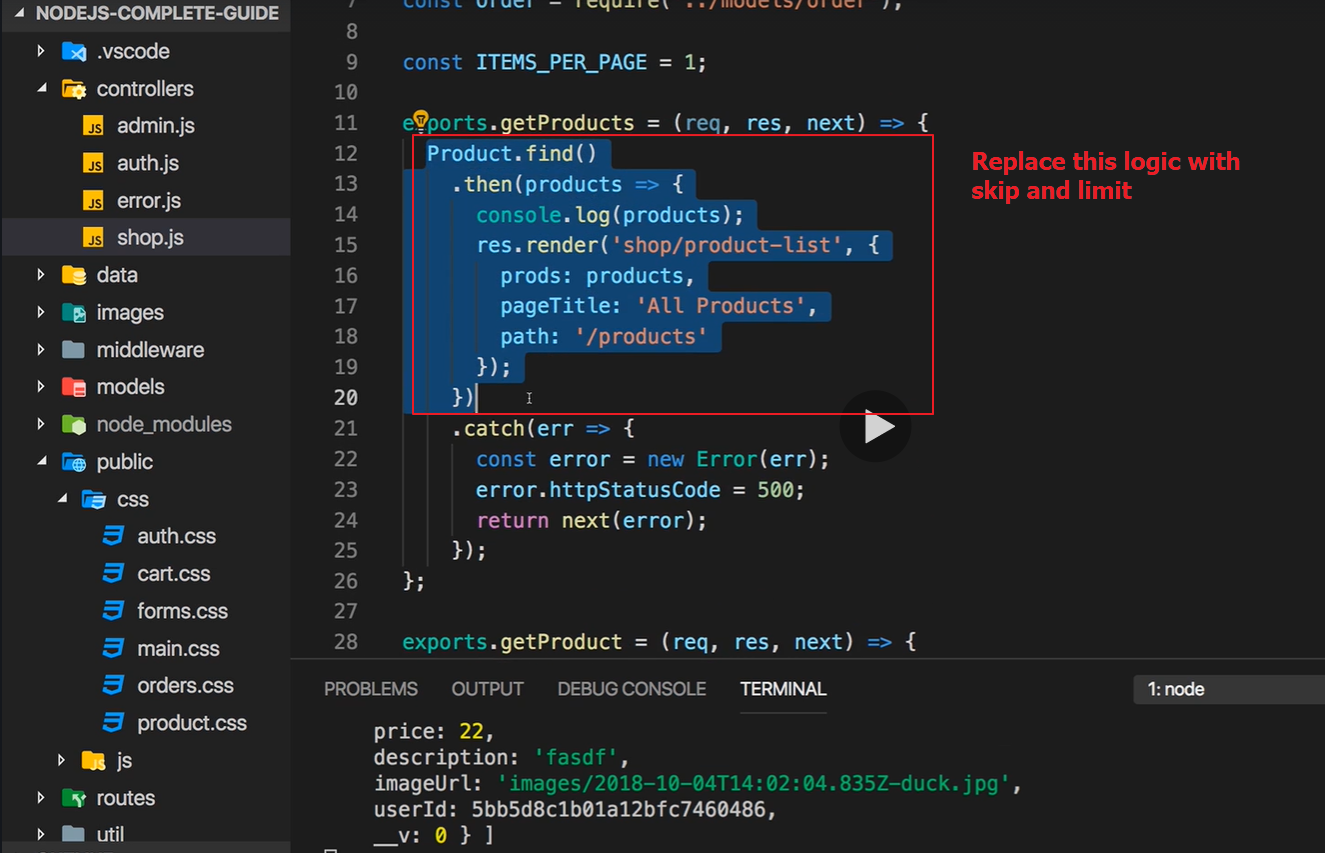 NODEJS-COMPLETE-GUIDE
.vscode
controllers
admin.js
auth.js
error.js
shop.js
data
images
middleware
models
node_modules
public
css
auth.css
cart.css
forms.css
main.css
orders.css
product.css
js
routes
util
7 const Order = require('../models/order');
8
9 const ITEMS_PER_PAGE = 1;
10
11 exports.getProducts = (req, res, next) => {
12 Product.find()
13 .then(products => {
14 console.log(products);
15 res.render('shop/product-list', {
16 prods: products,
17 pageTitle: 'All Products',
18 path: '/products'
19 });
20 })
21 .catch(err => {
22 const error = new Error(err);
23 error.httpStatusCode = 500;
24 return next(error);
25 });
26 };
27
28 exports.getProduct = (req, res, next) => {
Replace this logic with
skip and limit
PROBLEMS OUTPUT DEBUG CONSOLE TERMINAL 1: node
price: 22,
description: 'fasdf',
imageUrl: 'images/2018-10-04T14:02:04.835Z-duck.jpg',
userId: 5bb5d8c1b01a12bfc7460486,
__v: 0 } ]